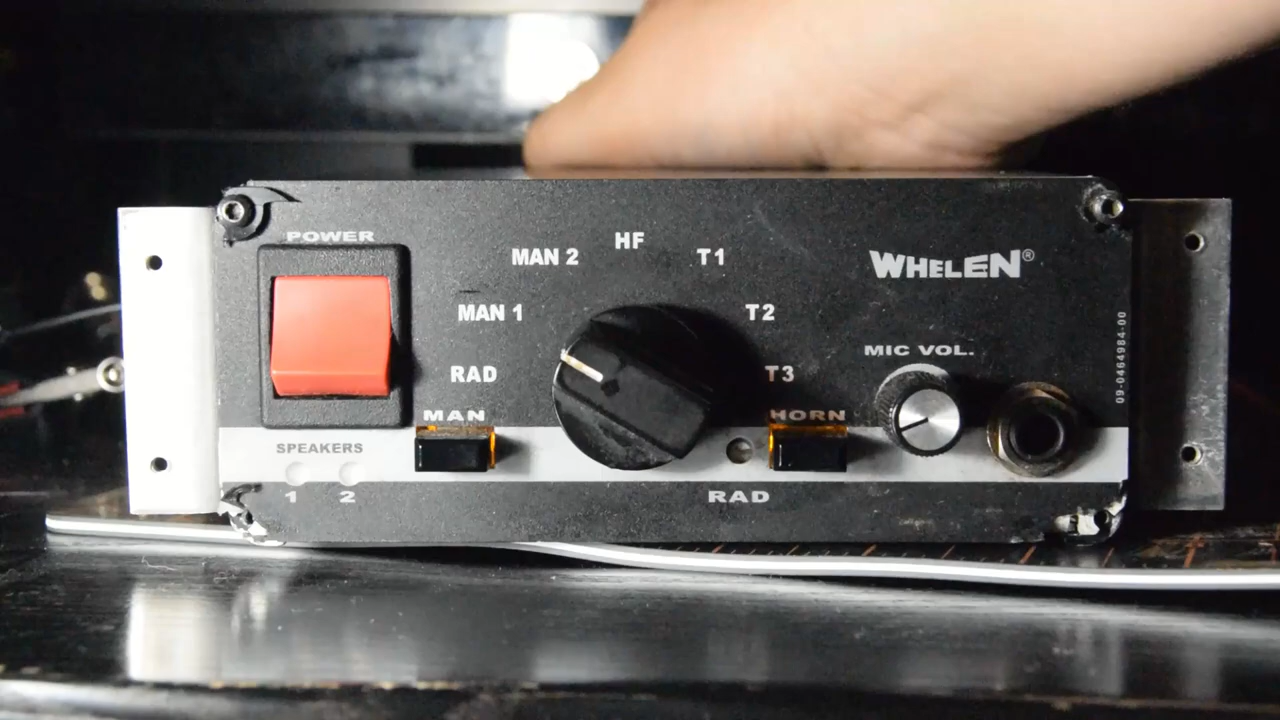 POWER
MAN 2
HF
T1
WHELEN®
MAN 1
T2
RAD
T3
MIC VOL.
09-0464984-00
MAN
HORN
SPEAKERS
1
2
RAD